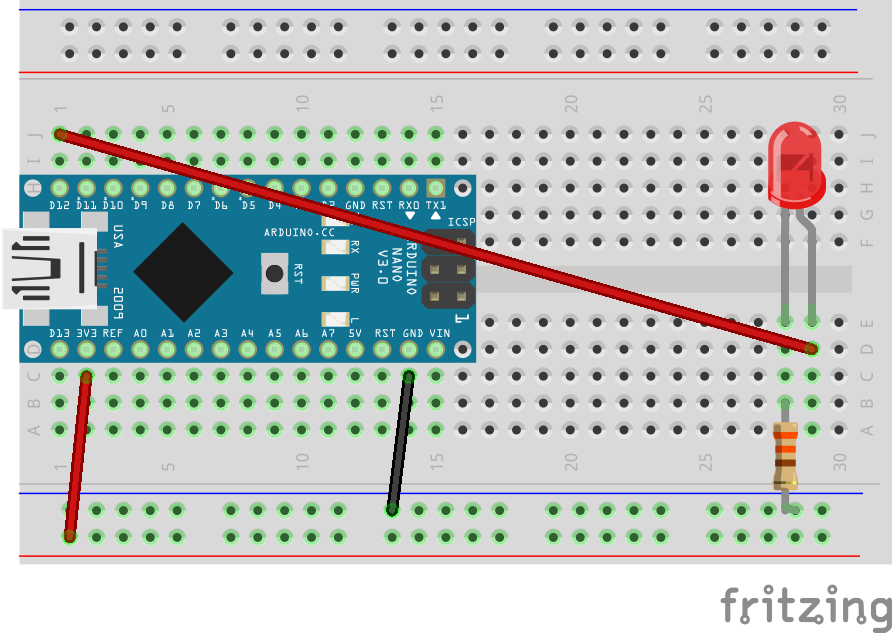 1 5 10 15 20 25 30
J J
I I
H H
D12 D11 D10 D9 D8 D7 D6 D5 D4 D3 GND RST RX0 TX1
G
F
ICSP
ARDUINO.CC
RX
USA
RST
ARDUINO
NANO
V3.0
PWR
2009
L
1
E
D13 3V3 REF A0 A1 A2 A3 A4 A5 A6 A7 5V RST GND VIN
D D
C C
B B
A A
1 5 10 15 20 25 30
fritzing